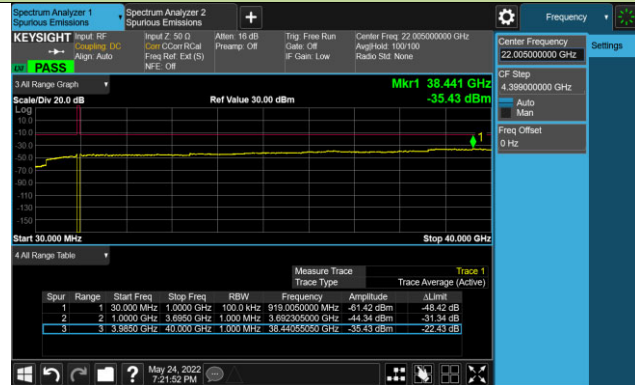 Spectrum Analyzer 1
Spurious Emissions
Spectrum Analyzer 2
Spurious Emissions
+
Frequency
KEYSIGHT
Input: RF
Coupling: DC
Align: Auto
Input Z: 50 Ω
Corr CCorr RCal
Freq Ref: Ext (S)
NFE: Off
Atten: 16 dB
Preamp: Off
Trig: Free Run
Gate: Off
IF Gain: Low
Center Freq: 22.005000000 GHz
Avg|Hold: 100/100
Radio Std: None
PASS
Center Frequency
22.005000000 GHz
Settings
CF Step
4.399000000 GHz
Auto
Man
Freq Offset
0 Hz
3 All Range Graph
Mkr1 38.441 GHz
-35.43 dBm
Scale/Div 20.0 dB
Ref Value 30.00 dBm
Log
10.0
-10.0
-30.0
-50.0
-70.0
-90.0
-110
-130
-150
1
Start 30.000 MHz
Stop 40.000 GHz
4 All Range Table
Measure Trace Trace 1
Trace Type Trace Average (Active)
Spur Range Start Freq Stop Freq RBW Frequency Amplitude ΔLimit
1 1 30.000 MHz 1.0000 GHz 100.0 kHz 919.0050000 MHz -61.42 dBm -48.42 dB
2 2 1.0000 GHz 3.6950 GHz 1.000 MHz 3.692305000 GHz -44.34 dBm -31.34 dB
3 3 3.9850 GHz 40.000 GHz 1.000 MHz 38.44055050 GHz -35.43 dBm -22.43 dB
?
May 24, 2022
7:21:52 PM